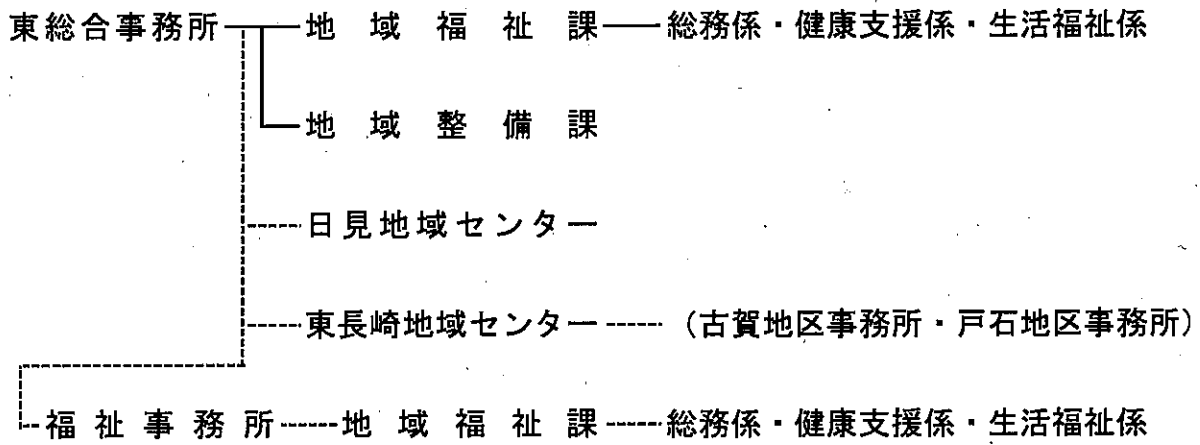 東総合事務所 地域福祉課 総務係・健康支援係・生活福祉係
地域整備課
日見地域センター
東長崎地域センター (古賀地区事務所・戸石地区事務所)
福祉事務所 地域福祉課 総務係・健康支援係・生活福祉係